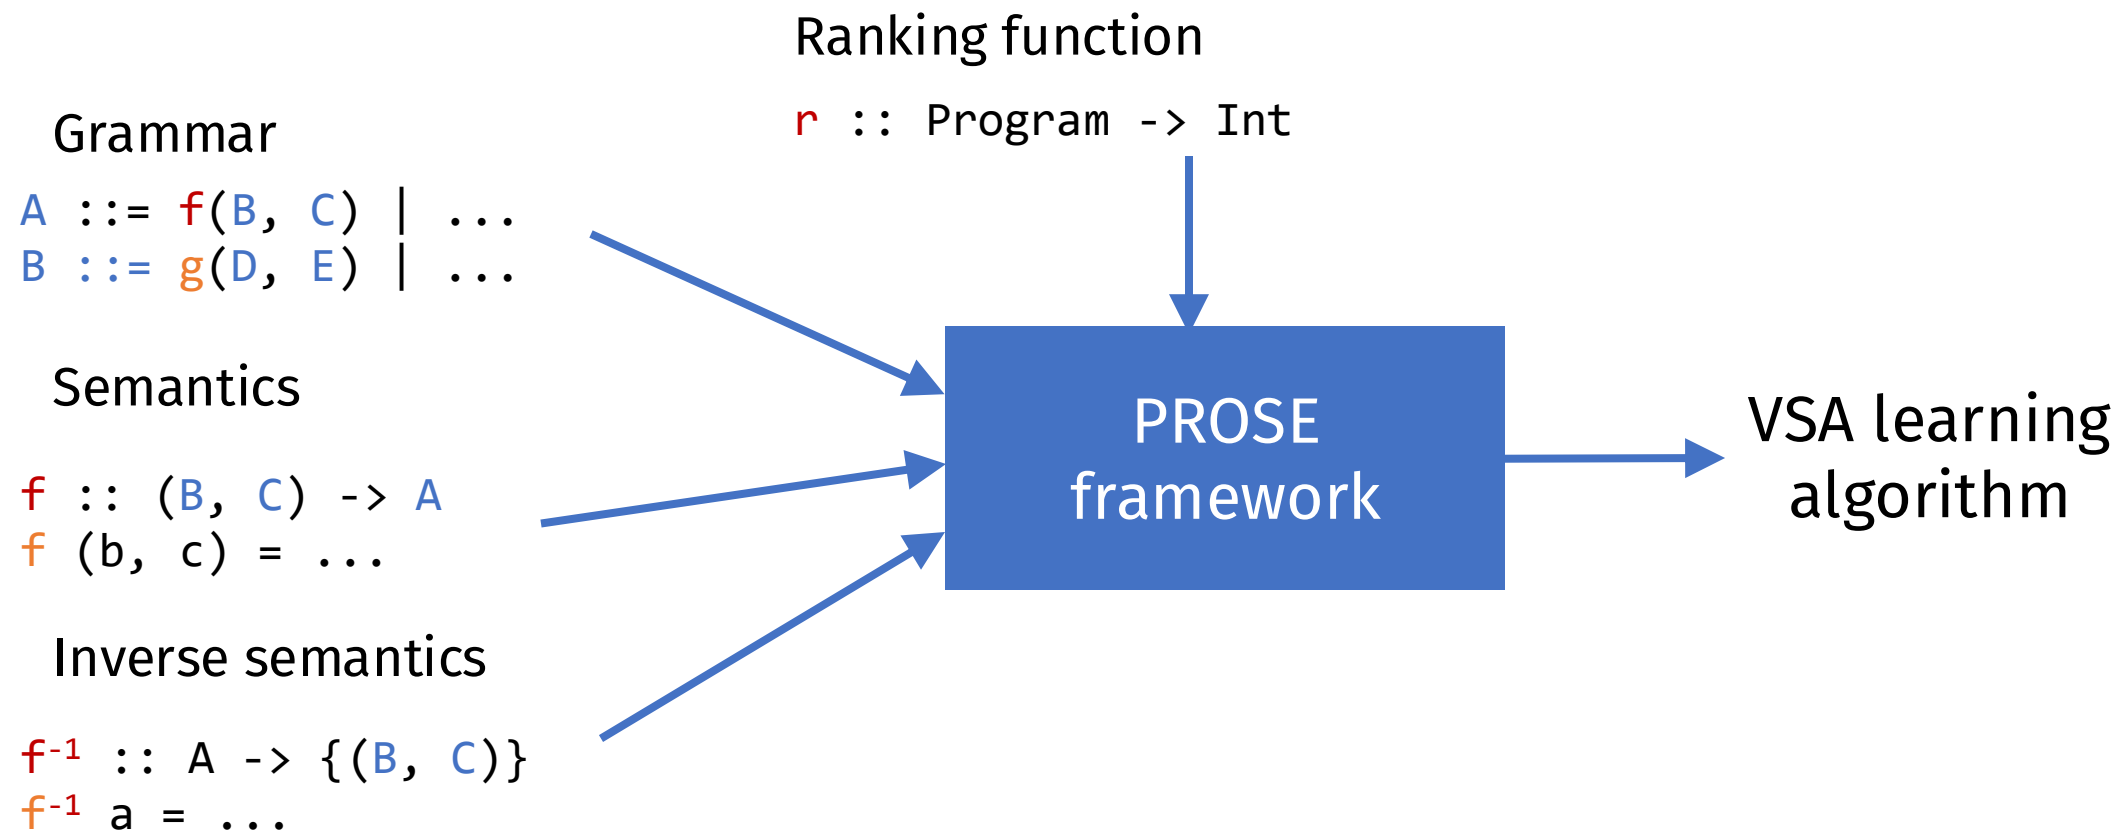 Ranking function
r :: Program -> Int
Grammar
A ::= f(B, C) | ...
B ::= g(D, E) | ...
Semantics
f :: (B, C) -> A
f (b, c) = ...
Inverse semantics
f⁻¹ :: A -> {(B, C)}
f⁻¹ a = ...
PROSE
framework
VSA learning
algorithm